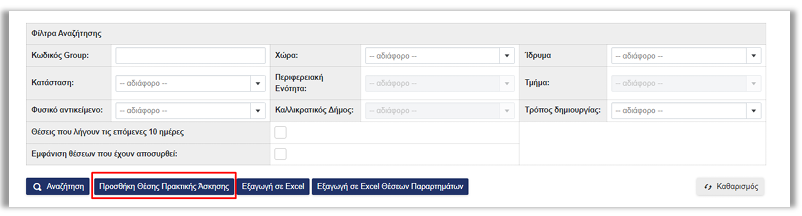 Φίλτρα Αναζήτησης
Κωδικός Group: Χώρα: -- αδιάφορο -- Ίδρυμα -- αδιάφορο --
Κατάσταση: -- αδιάφορο -- Περιφερειακή Ενότητα: -- αδιάφορο -- Τμήμα: -- αδιάφορο --
Φυσικό αντικείμενο: -- αδιάφορο -- Καλλικρατικός Δήμος: -- αδιάφορο -- Τρόπος δημιουργίας: -- αδιάφορο --
Θέσεις που λήγουν τις επόμενες 10 ημέρες
Εμφάνιση θέσεων που έχουν αποσυρθεί:
Αναζήτηση Προσθήκη Θέσης Πρακτικής Άσκησης Εξαγωγή σε Excel Εξαγωγή σε Excel Θέσεων Παραρτημάτων Καθαρισμός